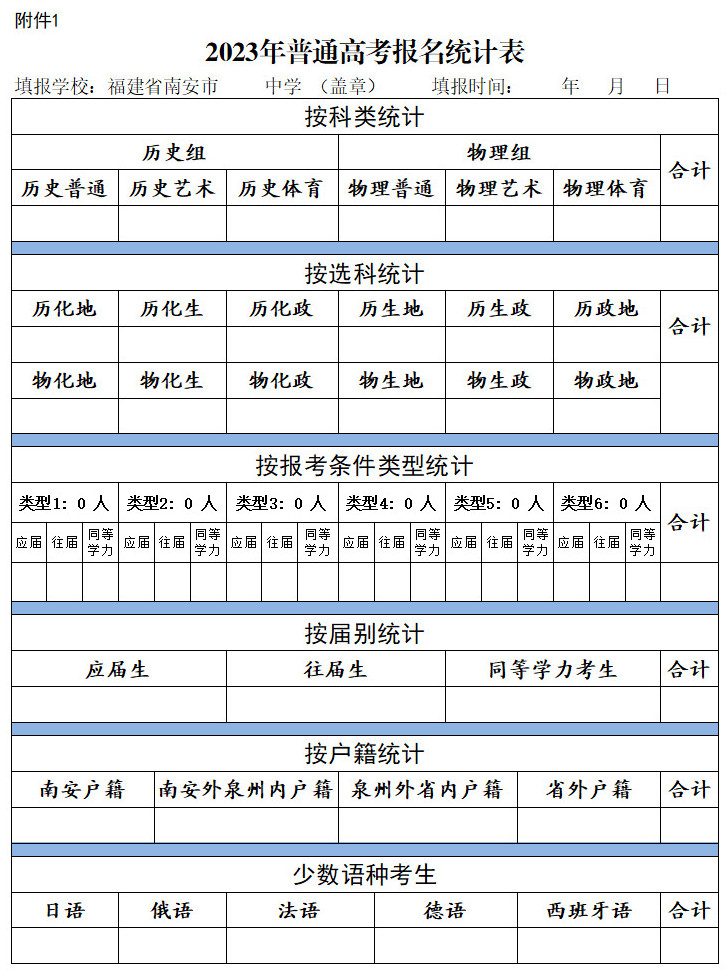 附件1
2023年普通高考报名统计表
填报学校：福建省南安市 中学 （盖章） 填报时间： 年 月 日
按科类统计
历史组 物理组 合计
历史普通 历史艺术 历史体育 物理普通 物理艺术 物理体育
按选科统计
历化地 历化生 历化政 历生地 历生政 历政地 合计
物化地 物化生 物化政 物生地 物生政 物政地
按报考条件类型统计
类型1: 0 人 类型2: 0 人 类型3: 0 人 类型4: 0 人 类型5: 0 人 类型6: 0 人 合计
应届 往届 同等学力 应届 往届 同等学力 应届 往届 同等学力 应届 往届 同等学力 应届 往届 同等学力 应届 往届 同等学力
按届别统计
应届生 往届生 同等学力考生 合计
按户籍统计
南安户籍 南安外泉州内户籍 泉州外省内户籍 省外户籍 合计
少数语种考生
日语 俄语 法语 德语 西班牙语 合计